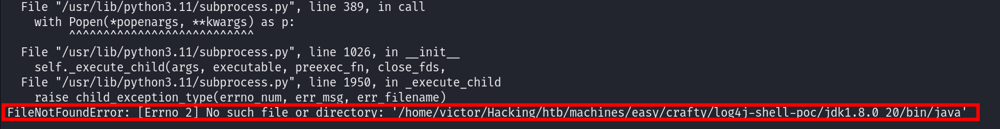 File "/usr/lib/python3.11/subprocess.py", line 389, in call
with Popen(*popenargs, **kwargs) as p:
^^^^^^^^^^^^^^^^^^^^^^^^^^^
File "/usr/lib/python3.11/subprocess.py", line 1026, in __init__
self._execute_child(args, executable, preexec_fn, close_fds,
File "/usr/lib/python3.11/subprocess.py", line 1950, in _execute_child
raise child_exception_type(errno_num, err_msg, err_filename)
FileNotFoundError: [Errno 2] No such file or directory: '/home/victor/Hacking/htb/machines/easy/crafty/log4j-shell-poc/jdk1.8.0_20/bin/java'